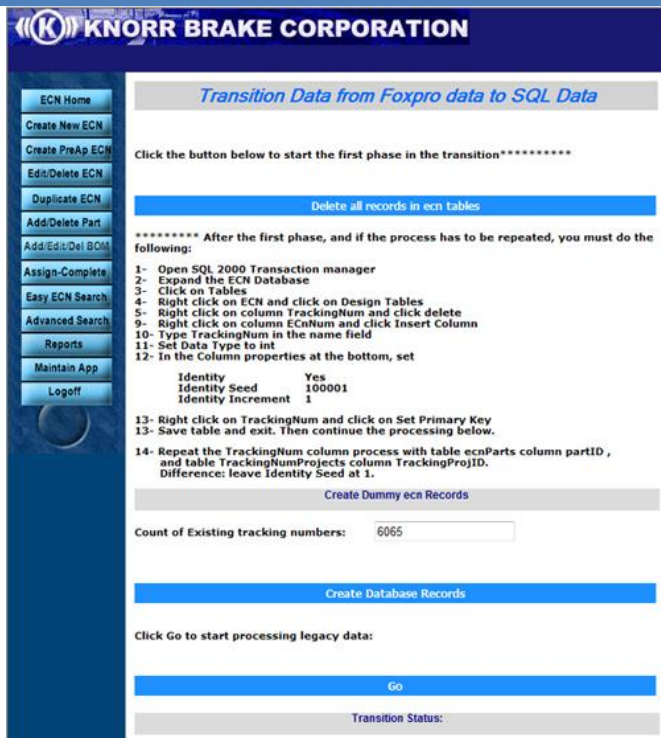 ((K)) KNORR BRAKE CORPORATION
Transition Data from Foxpro data to SQL Data
ECN Home
Create New ECN
Create PreAp ECN
Edit/Delete ECN
Duplicate ECN
Add/Delete Part
Add/Edit/Del BOM
Assign-Complete
Easy ECN Search
Advanced Search
Reports
Maintain App
Logoff
Click the button below to start the first phase in the transition**********
Delete all records in ecn tables
********* After the first phase, and if the process has to be repeated, you must do the
following:
1- Open SQL 2000 Transaction manager
2- Expand the ECN Database
3- Click on Tables
4- Right click on ECN and click on Design Tables
5- Right click on column TrackingNum and click delete
9- Right click on column ECnNum and click Insert Column
10- Type TrackingNum in the name field
11- Set Data Type to int
12- In the Column properties at the bottom, set
Identity Yes
Identity Seed 100001
Identity Increment 1
13- Right click on TrackingNum and click on Set Primary Key
13- Save table and exit. Then continue the processing below.
14- Repeat the TrackingNum column process with table ecnParts column partID ,
and table TrackingNumProjects column TrackingProjID.
Difference: leave Identity Seed at 1.
Create Dummy ecn Records
Count of Existing tracking numbers: 6065
Create Database Records
Click Go to start processing legacy data:
Go
Transition Status: